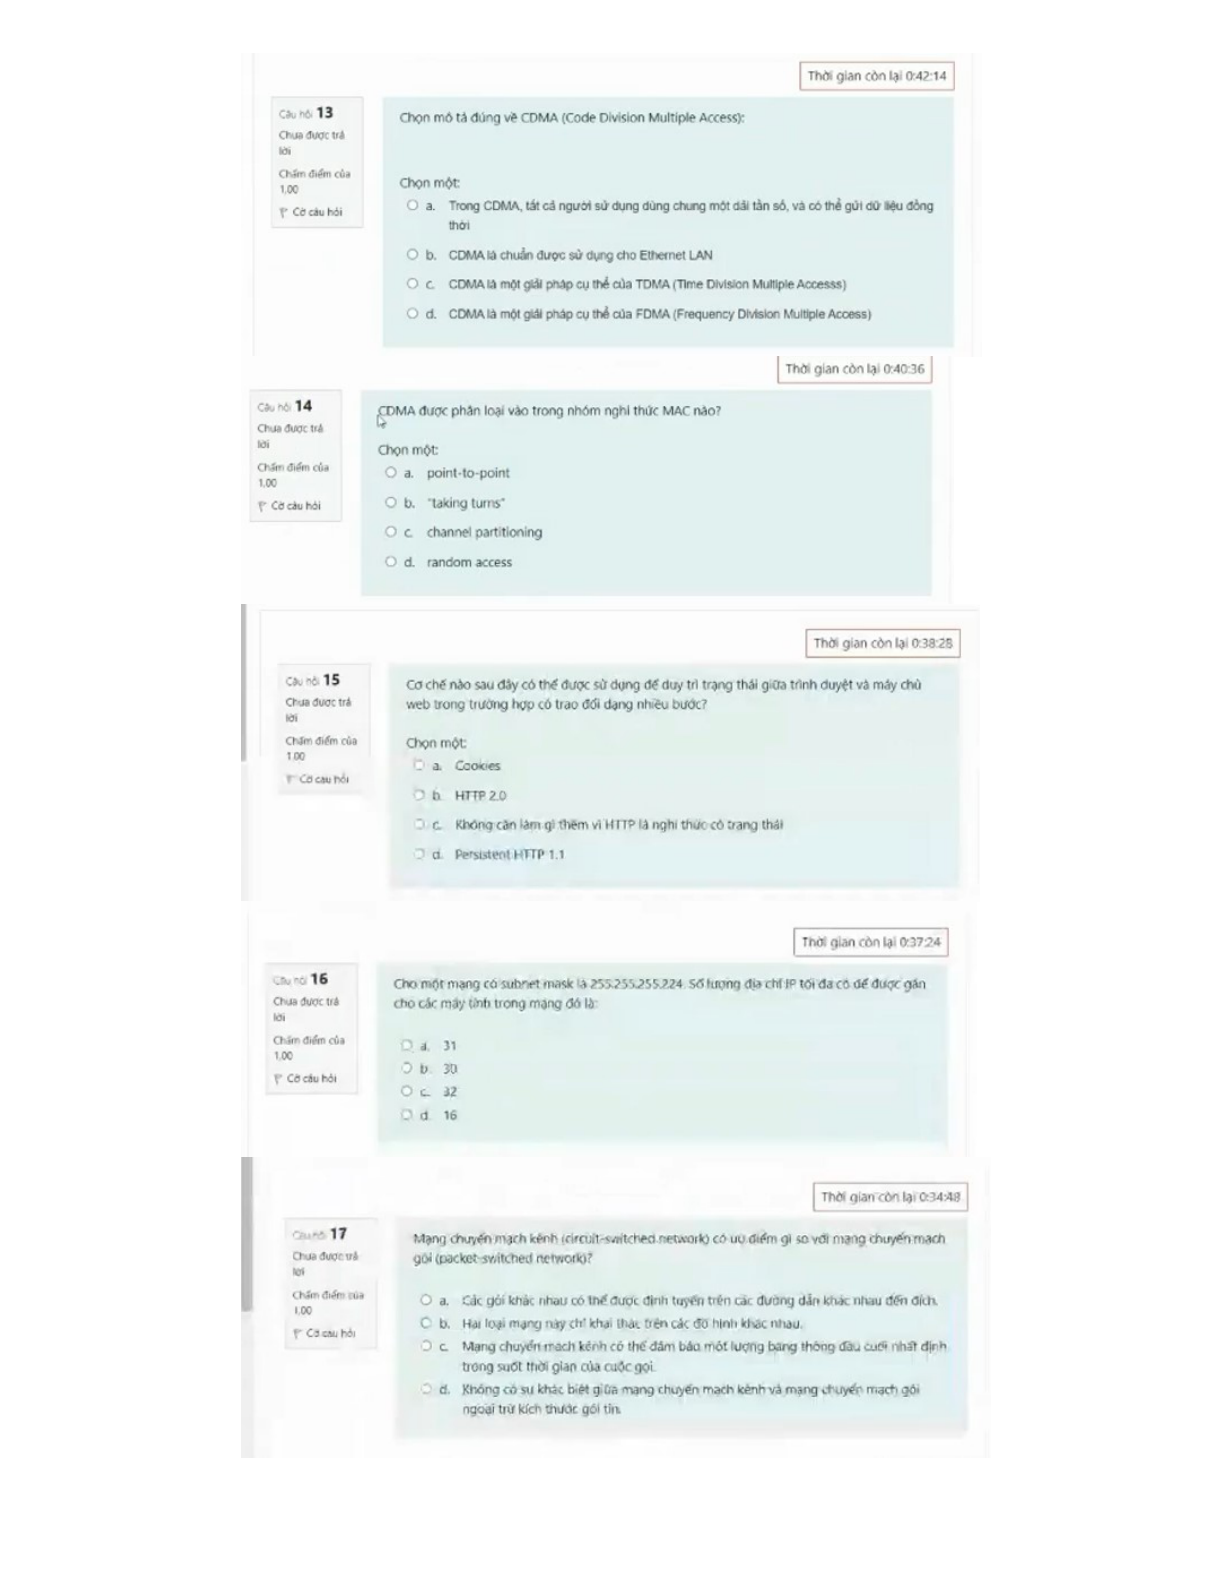 Thời gian còn lại 0:42:14
Câu hỏi 13
Chưa được trả
lời
Chấm điểm của
1,00
Cờ câu hỏi
Chọn mô tả đúng về CDMA (Code Division Multiple Access):
Chọn một:
a. Trong CDMA, tất cả người sử dụng dùng chung một dải tần số, và có thể gửi dữ liệu đồng
thời
b. CDMA là chuẩn được sử dụng cho Ethernet LAN
c. CDMA là một giải pháp cụ thể của TDMA (Time Division Multiple Accesss)
d. CDMA là một giải pháp cụ thể của FDMA (Frequency Division Multiple Access)
Thời gian còn lại 0:40:36
Câu hỏi 14
Chưa được trả
lời
Chấm điểm của
1,00
Cờ câu hỏi
CDMA được phân loại vào trong nhóm nghi thức MAC nào?
Chọn một:
a. point-to-point
b. "taking turns"
c. channel partitioning
d. random access
Thời gian còn lại 0:38:28
Câu hỏi 15
Chưa được trả
lời
Chấm điểm của
1,00
Cờ câu hỏi
Cơ chế nào sau đây có thể được sử dụng để duy trì trạng thái giữa trình duyệt và máy chủ
web trong trường hợp có trao đổi dạng nhiều bước?
Chọn một:
a. Cookies
b. HTTP 2.0
c. Không cần làm gì thêm vì HTTP là nghi thức có trạng thái
d. Persistent HTTP 1.1
Thời gian còn lại 0:37:24
Câu hỏi 16
Chưa được trả
lời
Chấm điểm của
1,00
Cờ câu hỏi
Cho một mạng có subnet mask là 255.255.255.224. Số lượng địa chỉ IP tối đa có để được gán
cho các máy tính trong mạng đó là:
a. 31
b. 30
c. 32
d. 16
Thời gian còn lại 0:34:48
Câu hỏi 17
Chưa được trả
lời
Chấm điểm của
1,00
Cờ câu hỏi
Mạng chuyển mạch kênh (circuit-switched network) có ưu điểm gì so với mạng chuyển mạch
gói (packet-switched network)?
a. Các gói khác nhau có thể được định tuyến trên các đường dẫn khác nhau đến đích.
b. Hai loại mạng này chỉ khai thác trên các đồ hình khác nhau.
c. Mạng chuyển mạch kênh có thể đảm bảo một lượng băng thông đầu cuối nhất định
trong suốt thời gian của cuộc gọi.
d. Không có sự khác biệt giữa mạng chuyển mạch kênh và mạng chuyển mạch gói
ngoại trừ kích thước gói tin.